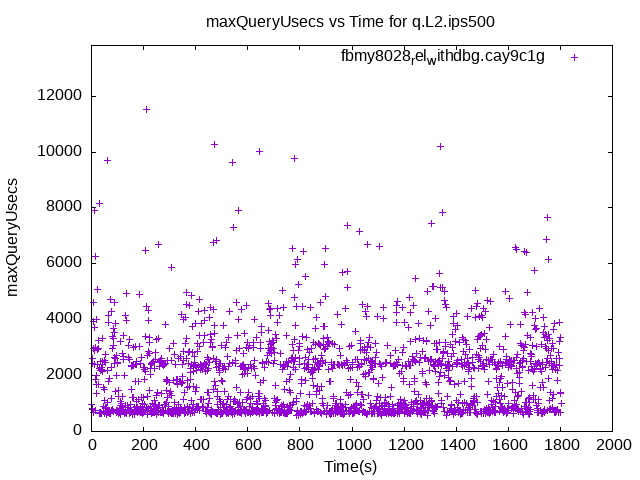 maxQueryUsecs vs Time for q.L2.ips500
fbmy8028relwithdbg.cay9c1g
12000
10000
8000
6000
4000
2000
0
maxQueryUsecs
0 200 400 600 800 1000 1200 1400 1600 1800 2000
Time(s)